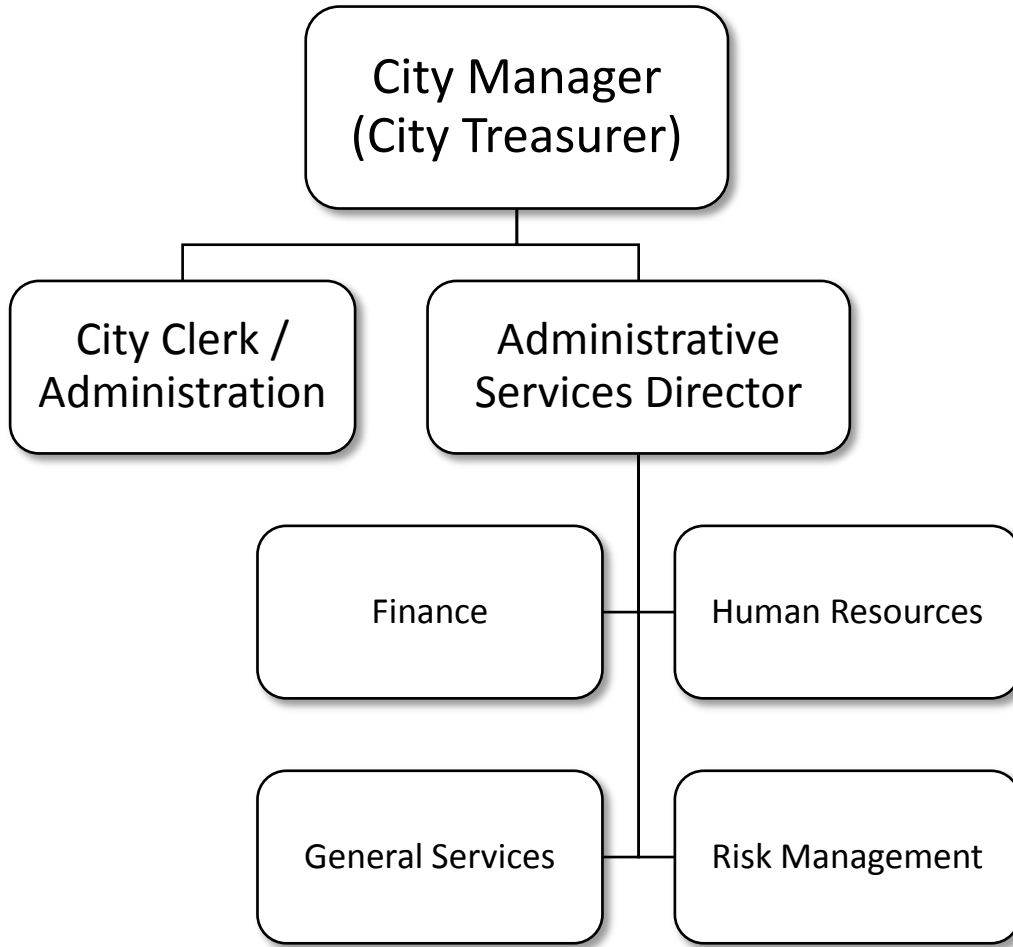 City Manager
(City Treasurer)
City Clerk /
Administration
Administrative
Services Director
Finance
Human Resources
General Services
Risk Management